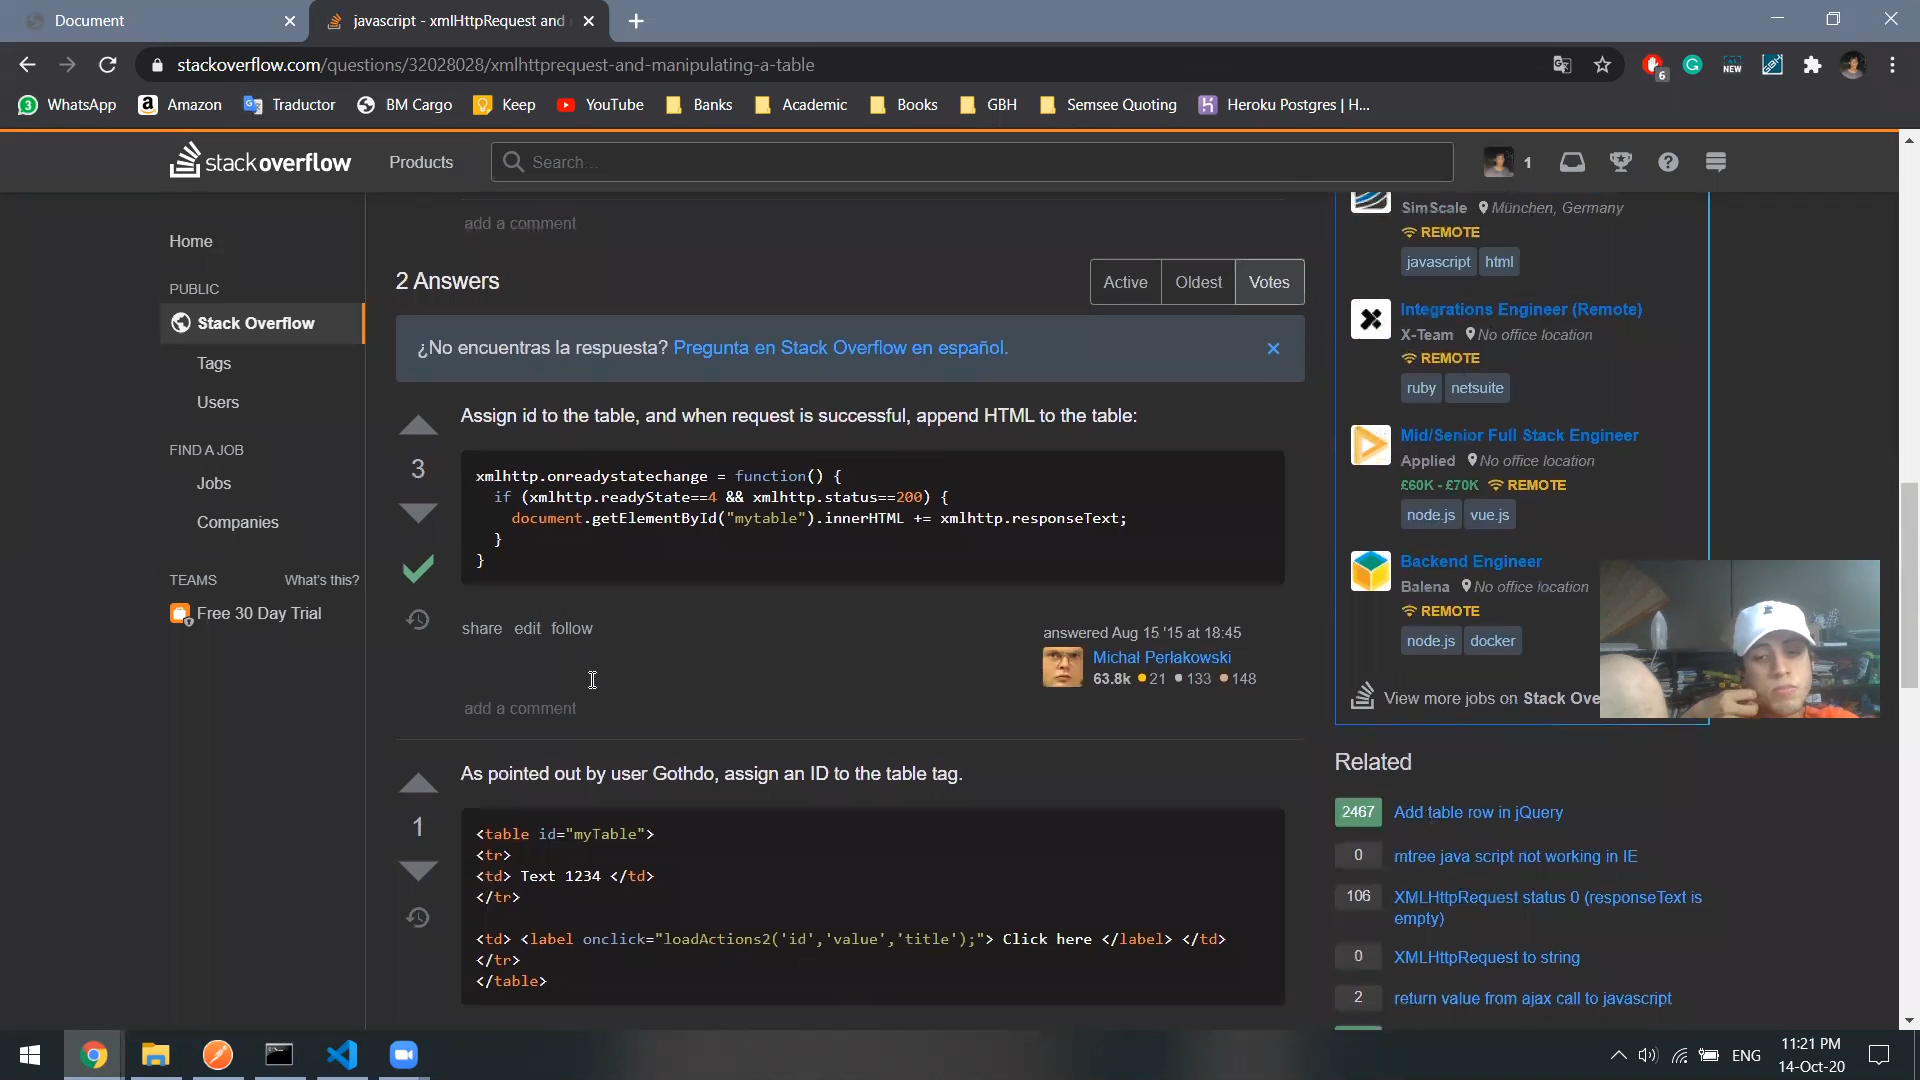 Document
javascript - xmlHttpRequest and
stackoverflow.com/questions/32028028/xmlhttprequest-and-manipulating-a-table
6
NEW
3 WhatsApp Amazon Traductor BM Cargo Keep YouTube Banks Academic Books GBH Semsee Quoting Heroku Postgres | H...
stackoverflow Products Search... 1
Home
PUBLIC
Stack Overflow
Tags
Users
FIND A JOB
Jobs
Companies
TEAMS What's this?
Free 30 Day Trial
add a comment
2 Answers
Active Oldest Votes
¿No encuentras la respuesta? Pregunta en Stack Overflow en español.
3
Assign id to the table, and when request is successful, append HTML to the table:
xmlhttp.onreadystatechange = function() {
if (xmlhttp.readyState==4 && xmlhttp.status==200) {
document.getElementById("mytable").innerHTML += xmlhttp.responseText;
}
}
share edit follow
answered Aug 15 '15 at 18:45
Michał Perłakowski
63.8k 21 133 148
add a comment
1
As pointed out by user Gothdo, assign an ID to the table tag.
<table id="myTable">
<tr>
<td> Text 1234 </td>
</tr>
<td> <label onclick="loadActions2('id','value','title');"> Click here </label> </td>
</tr>
</table>
SimScale München, Germany
REMOTE
javascript html
Integrations Engineer (Remote)
X-Team No office location
REMOTE
ruby netsuite
Mid/Senior Full Stack Engineer
Applied No office location
£60K - £70K REMOTE
node.js vue.js
Backend Engineer
Balena No office location
REMOTE
node.js docker
View more jobs on Stack Ove
Related
2467 Add table row in jQuery
0 mtree java script not working in IE
106 XMLHttpRequest status 0 (responseText is
empty)
0 XMLHttpRequest to string
2 return value from ajax call to javascript
ENG
11:21 PM
14-Oct-20